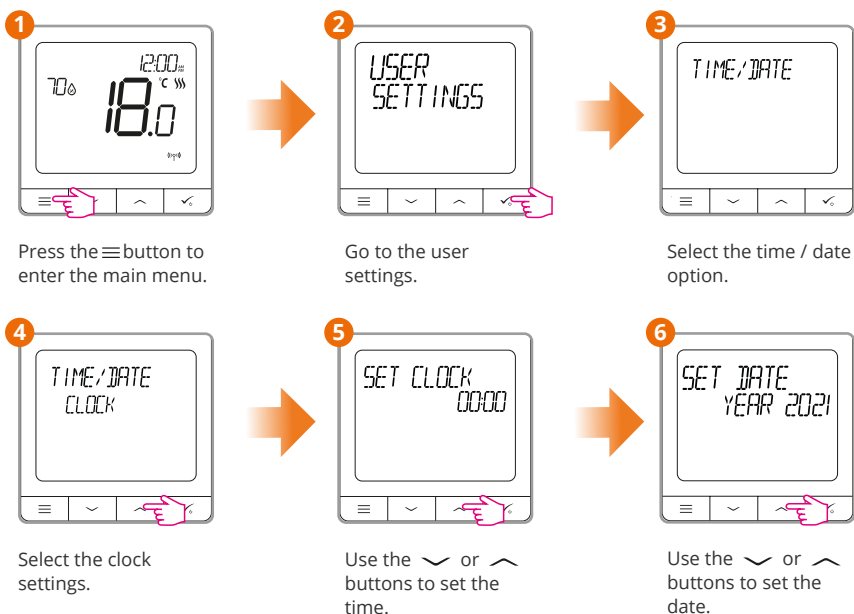 1
12:00 AM
70
°C
18.0
Press the ☰ button to
enter the main menu.
2
USER
SETTINGS
Go to the user
settings.
3
TIME/DATE
Select the time / date
option.
4
TIME/DATE
CLOCK
Select the clock
settings.
5
SET CLOCK
00:00
Use the ﹀ or ︿
buttons to set the
time.
6
SET DATE
YEAR 2021
Use the ﹀ or ︿
buttons to set the
date.